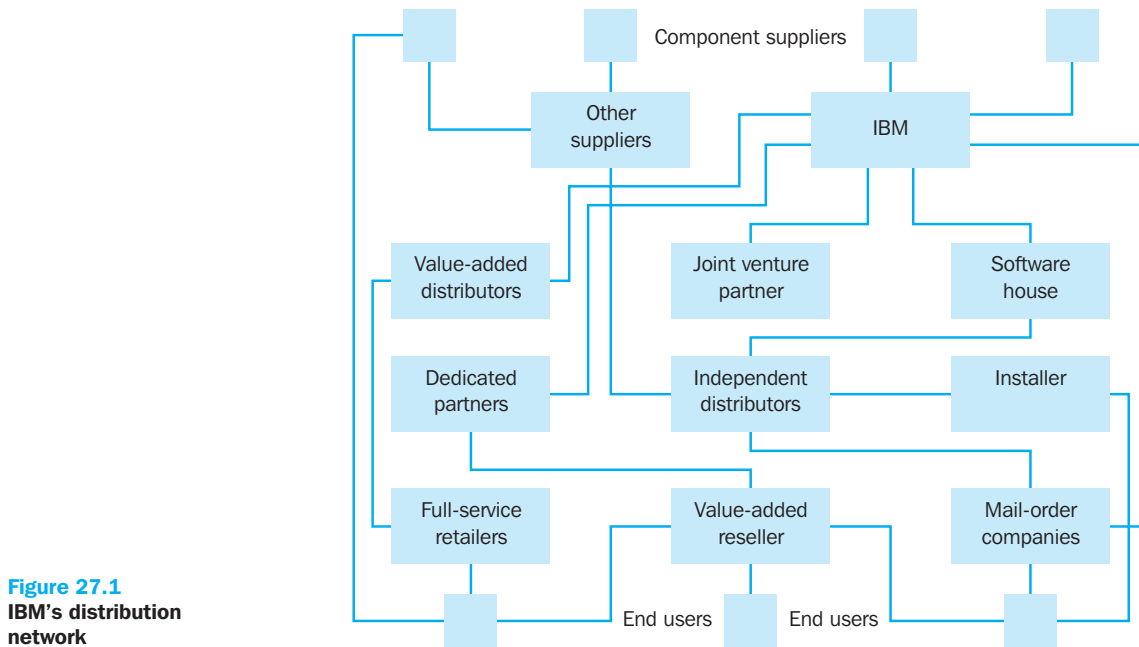 Component suppliers
Other
suppliers
IBM
Value-added
distributors
Joint venture
partner
Software
house
Dedicated
partners
Independent
distributors
Installer
Full-service
retailers
Value-added
reseller
Mail-order
companies
End users
End users
Figure 27.1
IBM's distribution
network